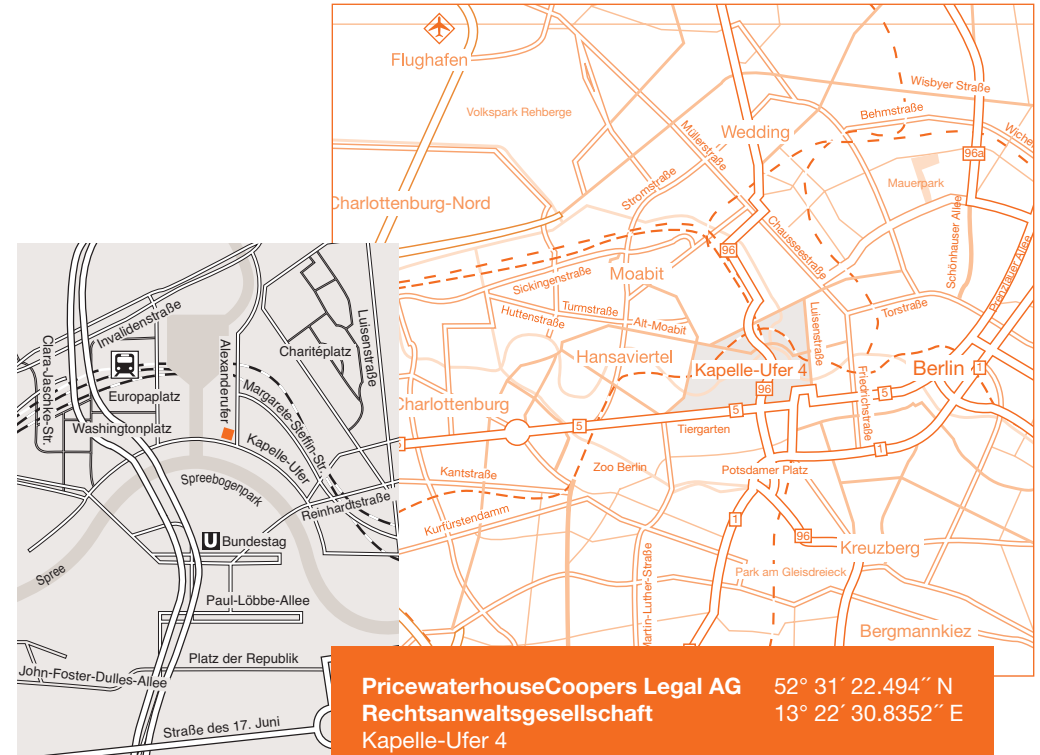 Flughafen
Wisbyer Straße
Volkspark Rehberge
Behmstraße
Müllerstraße
Wedding
96a
Mauerpark
Stromstraße
Charlottenburg-Nord
Schönhauser Allee
Chausseestraße
96
Prenzlauer Allee
Moabit
Sickingenstraße
Turmstraße
Huttenstraße
Alt-Moabit
Luisenstraße
Torstraße
Hansaviertel
Kapelle-Ufer 4
Berlin
1
96
5
Friedrichstraße
Charlottenburg
5
5
Tiergarten
1
Kantstraße
Zoo Berlin
Potsdamer Platz
Kurfürstendamm
1
96
Kreuzberg
Martin-Luther-Straße
Park am Gleisdreieck
Bergmannkiez
Invalidenstraße
Clara-Jaschke-Str.
Alexanderufer
Charitéplatz
Luisenstraße
Europaplatz
Margarete-Steffin-Str.
Washingtonplatz
Kapelle-Ufer
Spreebogenpark
Reinhardtstraße
U Bundestag
Spree
Paul-Löbbe-Allee
Platz der Republik
John-Foster-Dulles-Allee
Straße des 17. Juni
PricewaterhouseCoopers Legal AG 52° 31´ 22.494´´ N
Rechtsanwaltsgesellschaft 13° 22´ 30.8352´´ E
Kapelle-Ufer 4